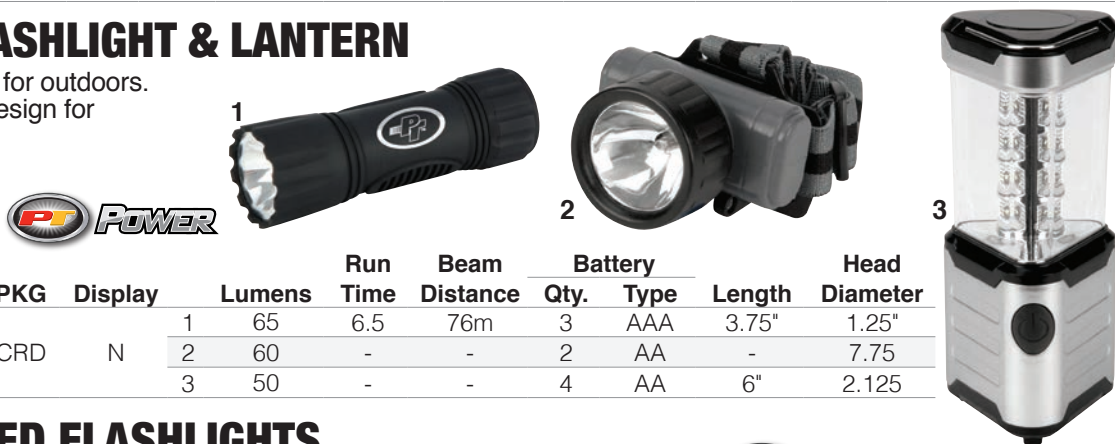 ASHLIGHT & LANTERN
for outdoors.
esign for
1
2
3
PT POWER
PT
Run Beam Battery Head
PKG Display Lumens Time Distance Qty. Type Length Diameter
1 65 6.5 76m 3 AAA 3.75" 1.25"
CRD N 2 60 - - 2 AA - 7.75
3 50 - - 4 AA 6" 2.125
ED FLASHLIGHTS